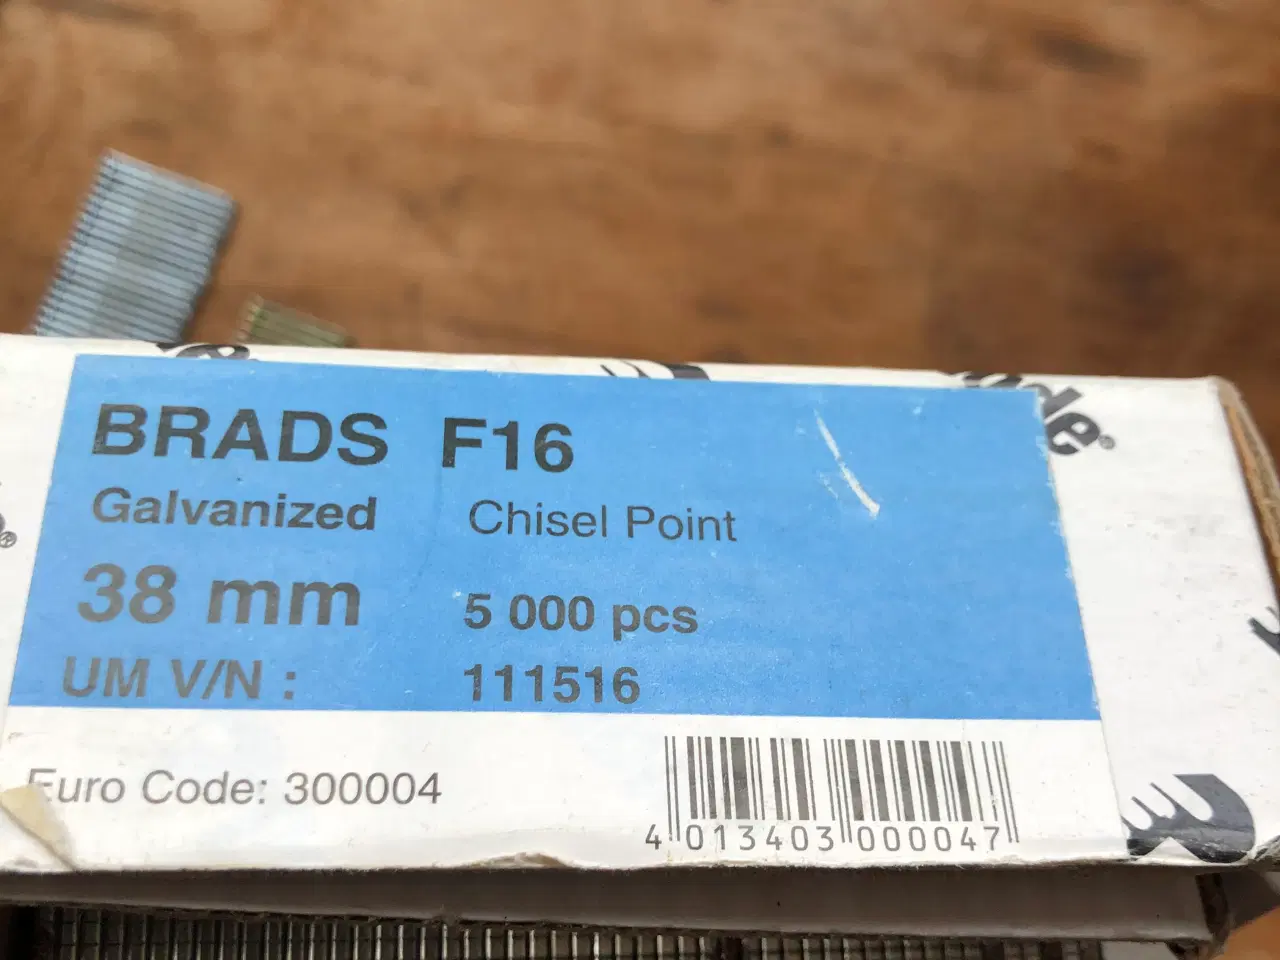 BRADS F16
Galvanized Chisel Point
38 mm 5 000 pcs
UM V/N : 111516
Euro Code: 300004
4 013403 000047